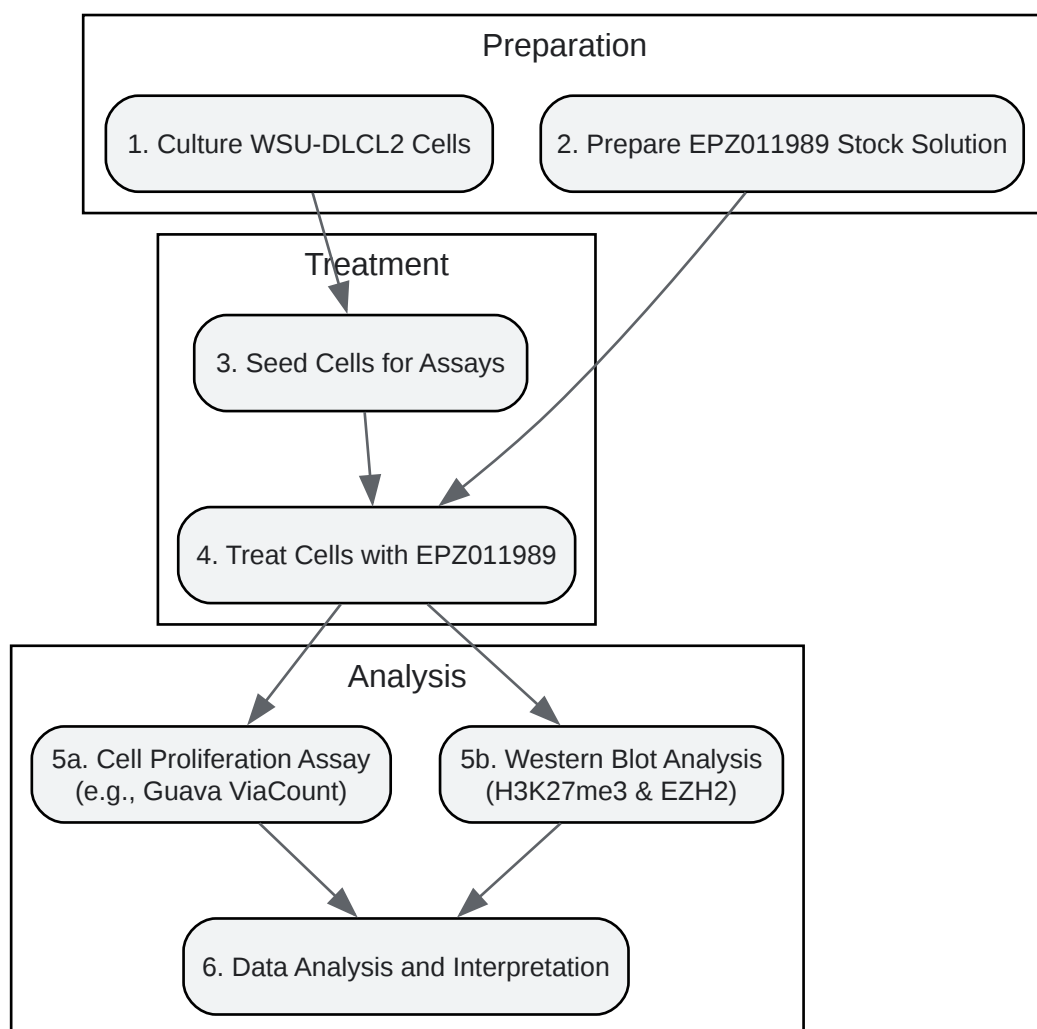 Preparation
1. Culture WSU-DLCL2 Cells
2. Prepare EPZ011989 Stock Solution
Treatment
3. Seed Cells for Assays
4. Treat Cells with EPZ011989
Analysis
5a. Cell Proliferation Assay
(e.g., Guava ViaCount)
5b. Western Blot Analysis
(H3K27me3 & EZH2)
6. Data Analysis and Interpretation